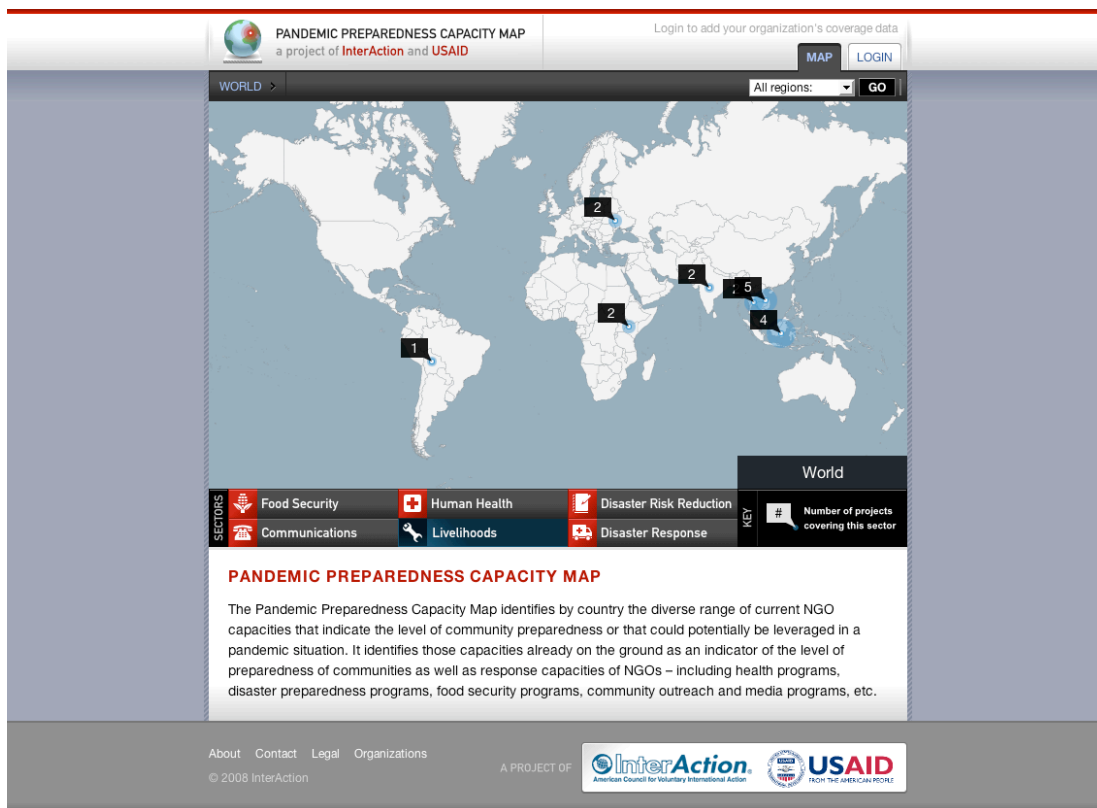 PANDEMIC PREPAREDNESS CAPACITY MAP
a project of InterAction and USAID
Login to add your organization's coverage data
MAP
LOGIN
WORLD >
All regions:
GO
2
2
5
2
4
1
World
SECTORS
Food Security
Human Health
Disaster Risk Reduction
Communications
Livelihoods
Disaster Response
KEY
#
Number of projects
covering this sector
PANDEMIC PREPAREDNESS CAPACITY MAP
The Pandemic Preparedness Capacity Map identifies by country the diverse range of current NGO
capacities that indicate the level of community preparedness or that could potentially be leveraged in a
pandemic situation. It identifies those capacities already on the ground as an indicator of the level of
preparedness of communities as well as response capacities of NGOs – including health programs,
disaster preparedness programs, food security programs, community outreach and media programs, etc.
About Contact Legal Organizations
© 2008 InterAction
A PROJECT OF
InterAction.
American Council for Voluntary International Action
USAID
FROM THE AMERICAN PEOPLE